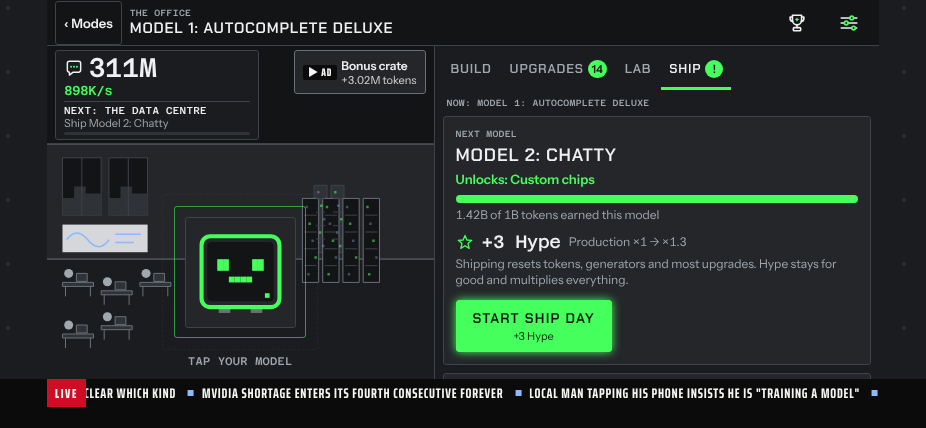 ‹ Modes
THE OFFICE
MODEL 1: AUTOCOMPLETE DELUXE
311M
898K/s
NEXT: THE DATA CENTRE
Ship Model 2: Chatty
AD
Bonus crate
+3.02M tokens
TAP YOUR MODEL
BUILD UPGRADES 14 LAB SHIP !
NOW: MODEL 1: AUTOCOMPLETE DELUXE
NEXT MODEL
MODEL 2: CHATTY
Unlocks: Custom chips
1.42B of 1B tokens earned this model
+3 Hype Production ×1 → ×1.3
Shipping resets tokens, generators and most upgrades. Hype stays for
good and multiplies everything.
START SHIP DAY
+3 Hype
LIVE CLEAR WHICH KIND ■ MVIDIA SHORTAGE ENTERS ITS FOURTH CONSECUTIVE FOREVER ■ LOCAL MAN TAPPING HIS PHONE INSISTS HE IS "TRAINING A MODEL" ■